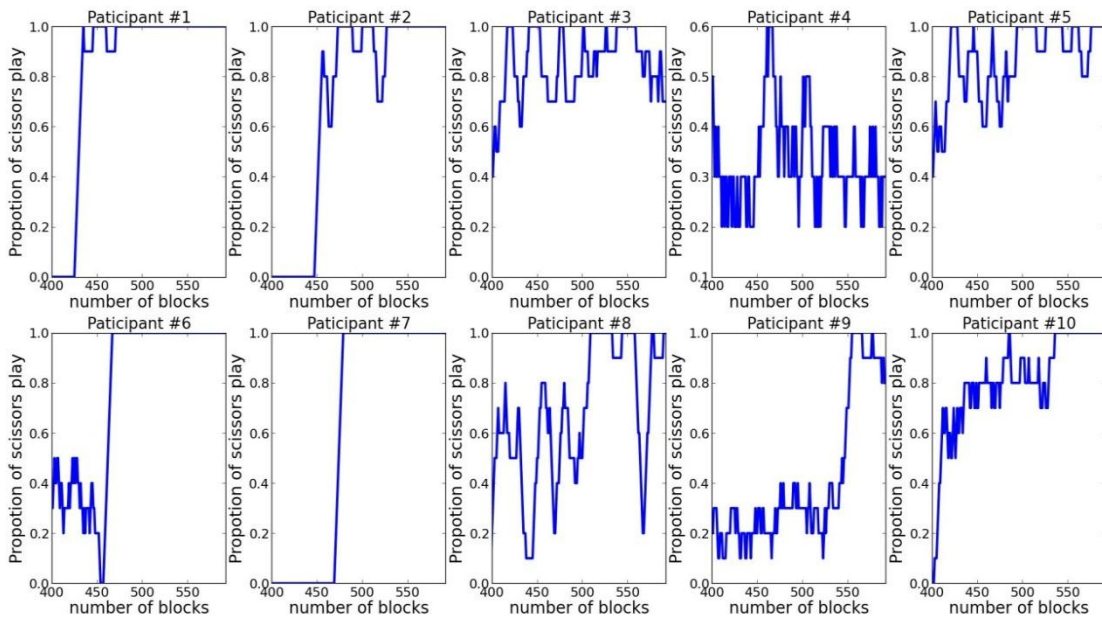 Paticipant #1 Paticipant #2 Paticipant #3 Paticipant #4 Paticipant #5
1.0 1.0 1.0 0.6 1.0
0.8 0.8 0.8 0.5 0.8
0.6 0.6 0.6 0.4 0.6
0.4 0.4 0.4 0.3 0.4
0.2 0.2 0.2 0.2 0.2
0.0 0.0 0.0 0.1 0.0
Propotion of scissors play Propotion of scissors play Propotion of scissors play Propotion of scissors play Propotion of scissors play
400 450 500 550 400 450 500 550 400 450 500 550 400 450 500 550 400 450 500 550
number of blocks number of blocks number of blocks number of blocks number of blocks
Paticipant #6 Paticipant #7 Paticipant #8 Paticipant #9 Paticipant #10
1.0 1.0 1.0 1.0 1.0
0.8 0.8 0.8 0.8 0.8
0.6 0.6 0.6 0.6 0.6
0.4 0.4 0.4 0.4 0.4
0.2 0.2 0.2 0.2 0.2
0.0 0.0 0.0 0.0 0.0
Propotion of scissors play Propotion of scissors play Propotion of scissors play Propotion of scissors play Propotion of scissors play
400 450 500 550 400 450 500 550 400 450 500 550 400 450 500 550 400 450 500 550
number of blocks number of blocks number of blocks number of blocks number of blocks